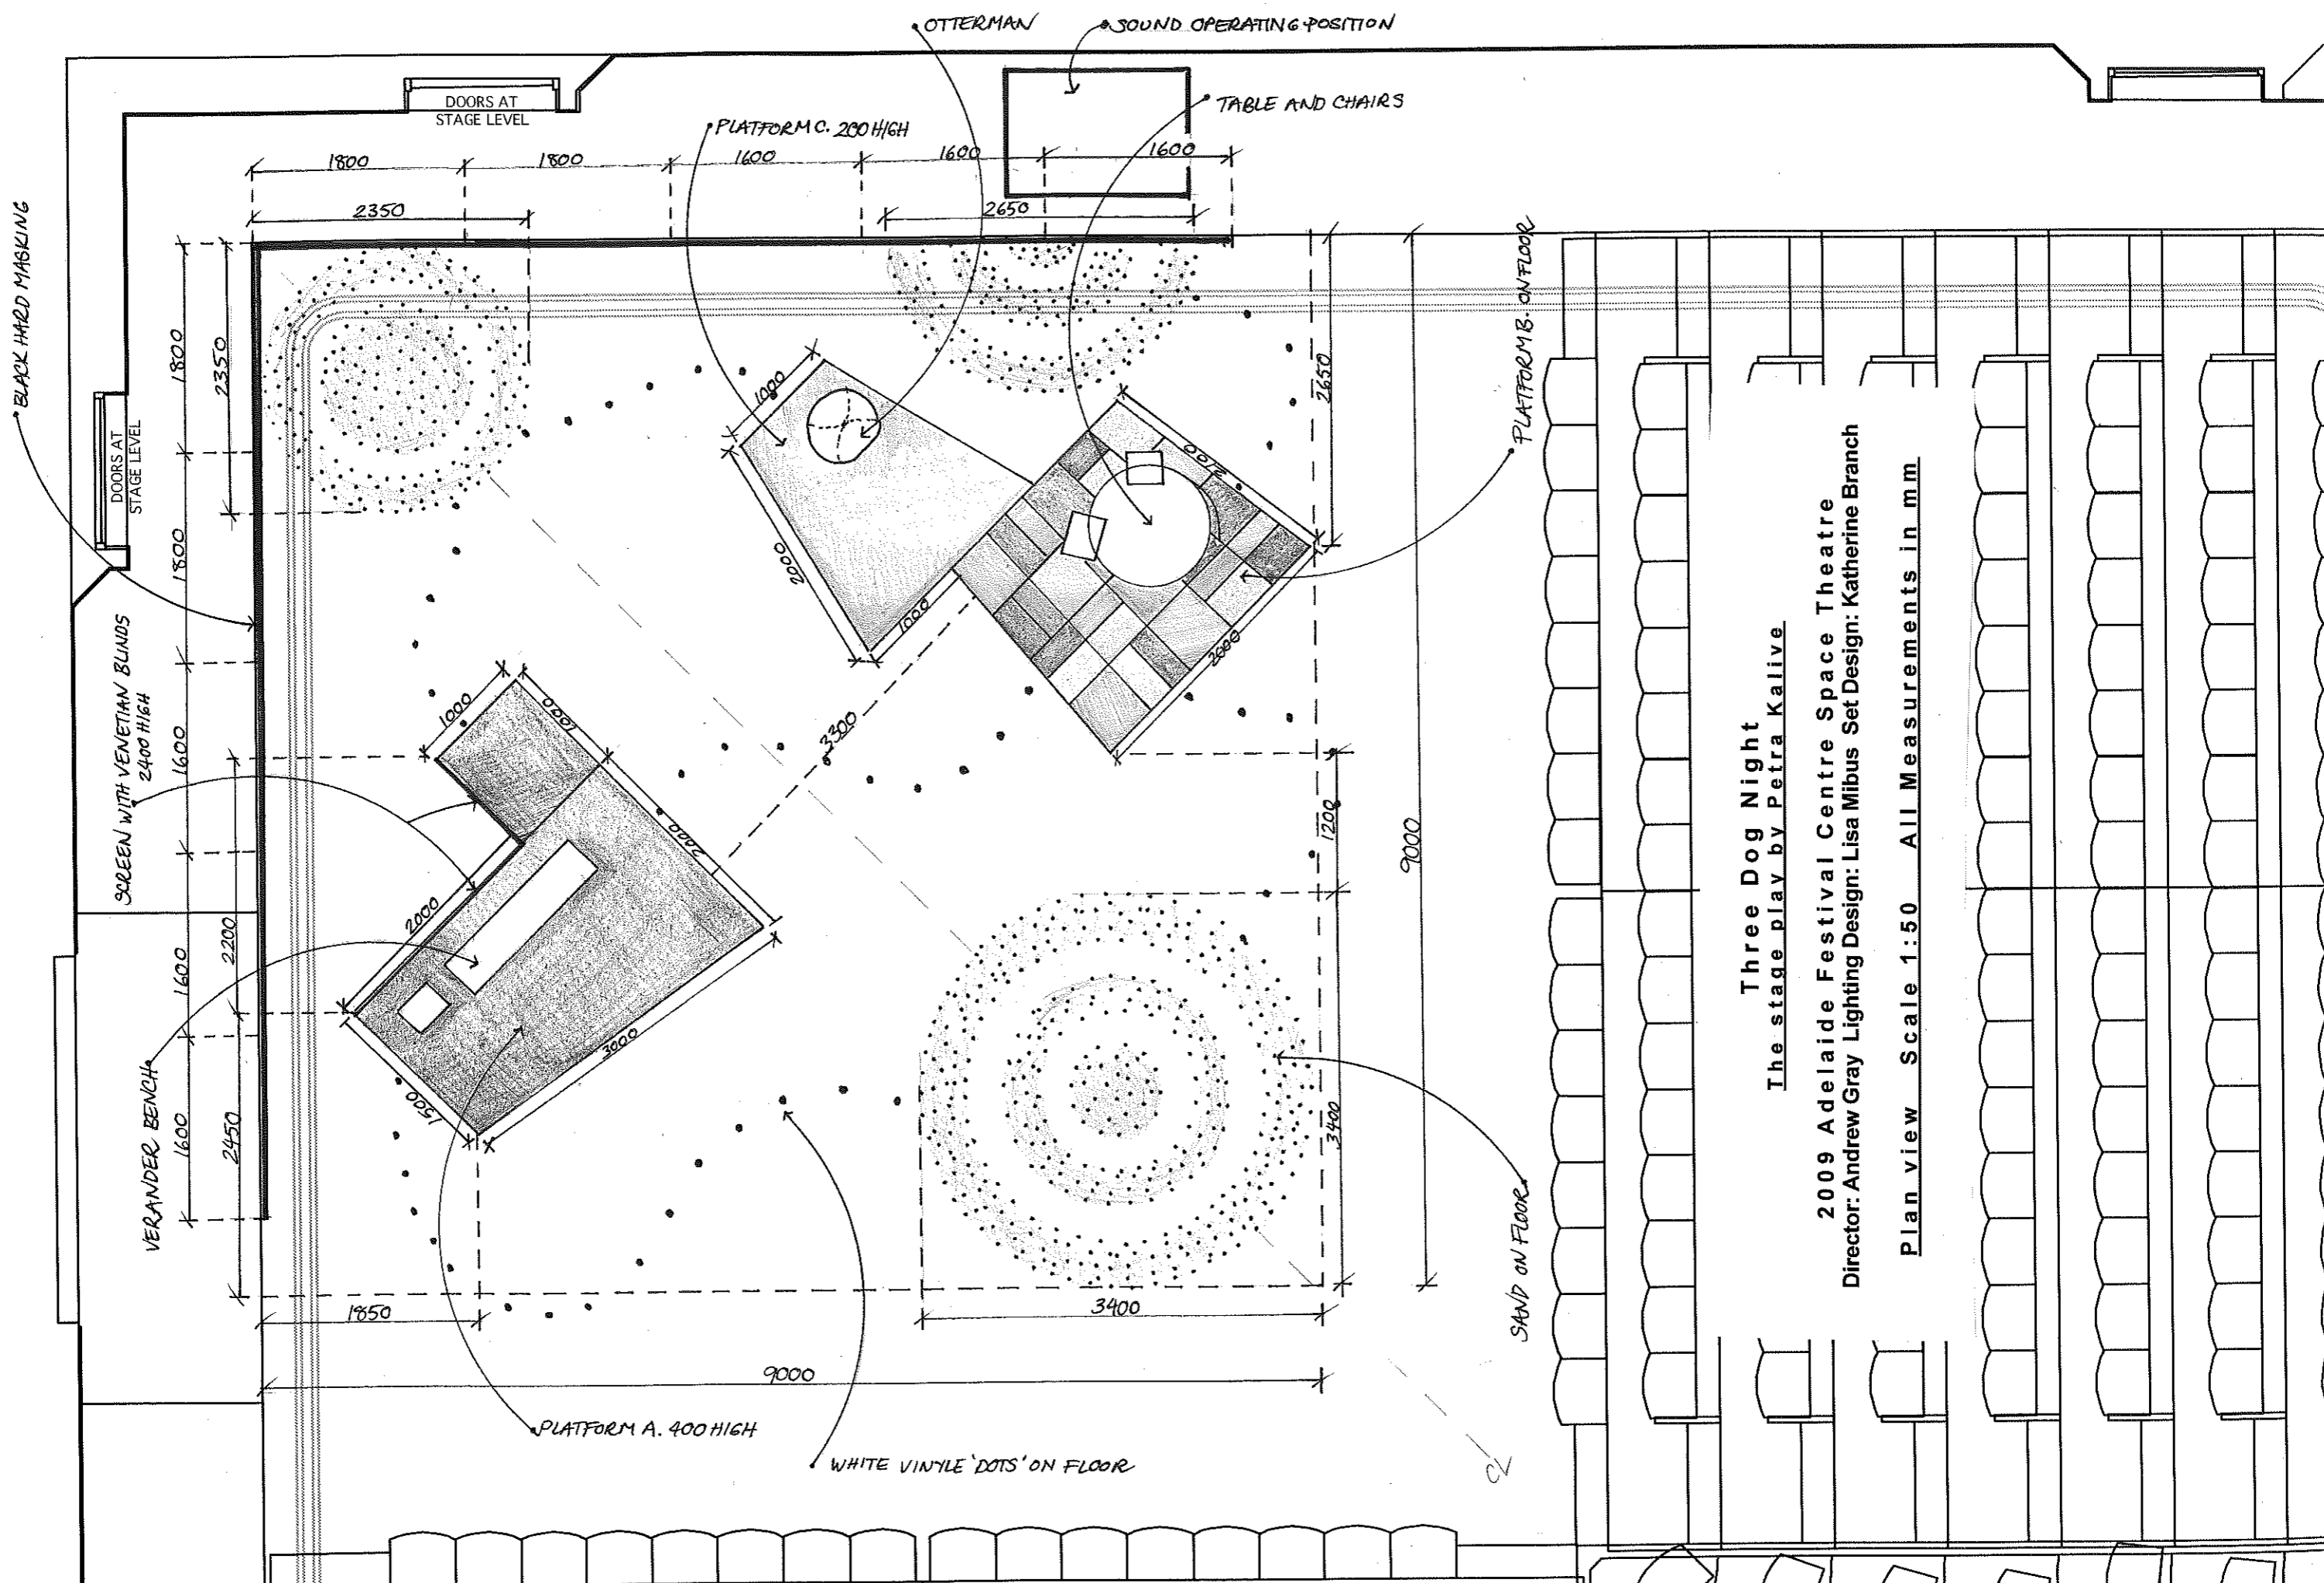 OTTERMAN
SOUND OPERATING POSITION
DOORS AT
STAGE LEVEL
PLATFORM C. 200 HIGH
TABLE AND CHAIRS
1800
1800
1600
1600
1600
2350
2650
BLACK HARD MASKING
DOORS AT
STAGE LEVEL
1800
2350
1800
1600
1600
1600
2200
2450
SCREEN WITH VENETIAN BLINDS
2400 HIGH
VERANDER BENCH
1000
2000
1000
2100
2000
3300
2650
PLATFORM B. ON FLOOR
1000
1000
2000
2000
3000
1500
1200
9000
3400
3400
1850
9000
SAND ON FLOOR
PLATFORM A. 400 HIGH
WHITE VINYLE 'DOTS' ON FLOOR
CL
Three Dog Night
The stage play by Petra Kalive
2009 Adelaide Festival Centre Space Theatre
Director: Andrew Gray Lighting Design: Lisa Mibus Set Design: Katherine Branch
Plan view Scale 1:50 All Measurements in mm